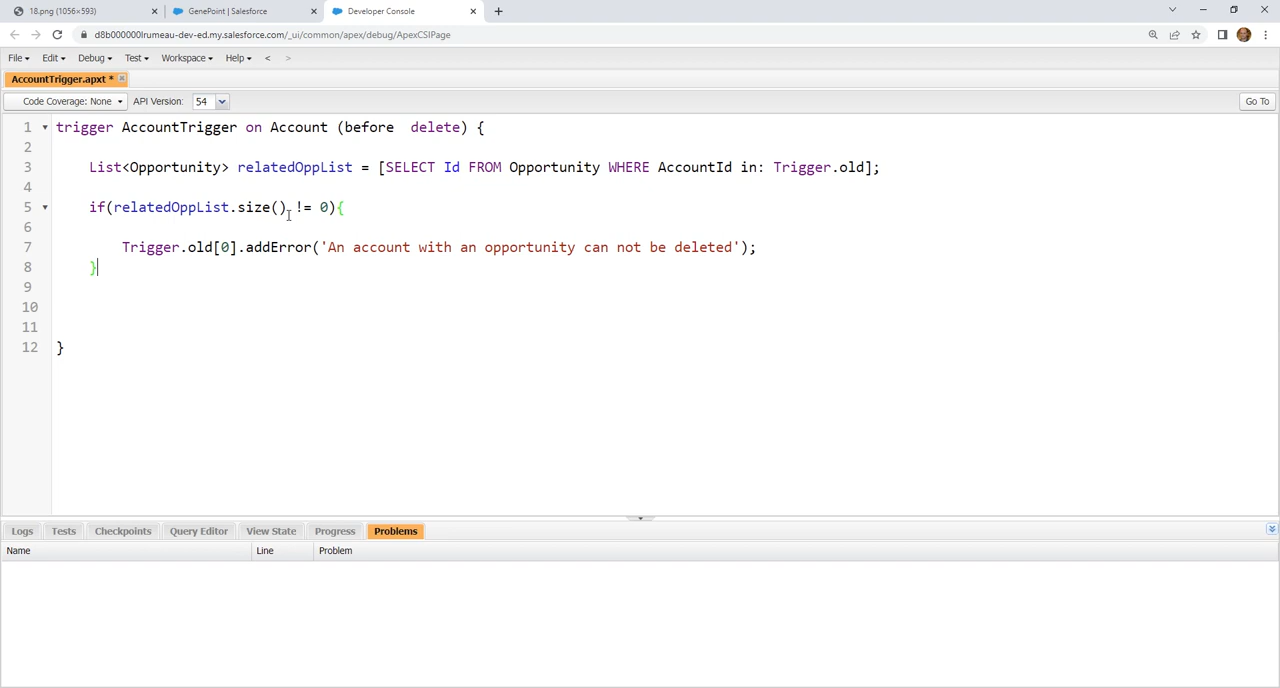 18.png (1056×593) GenePoint | Salesforce Developer Console
d8b000000lrumeau-dev-ed.my.salesforce.com/_ui/common/apex/debug/ApexCSIPage
File Edit Debug Test Workspace Help < >
AccountTrigger.apxt *
Code Coverage: None API Version: 54 Go To
1 trigger AccountTrigger on Account (before  delete) {
2
3 List<Opportunity> relatedOppList = [SELECT Id FROM Opportunity WHERE AccountId in: Trigger.old];
4
5 if(relatedOppList.size() != 0){
6
7 Trigger.old[0].addError('An account with an opportunity can not be deleted');
8 }
9
10
11
12 }
Logs Tests Checkpoints Query Editor View State Progress Problems
Name Line Problem